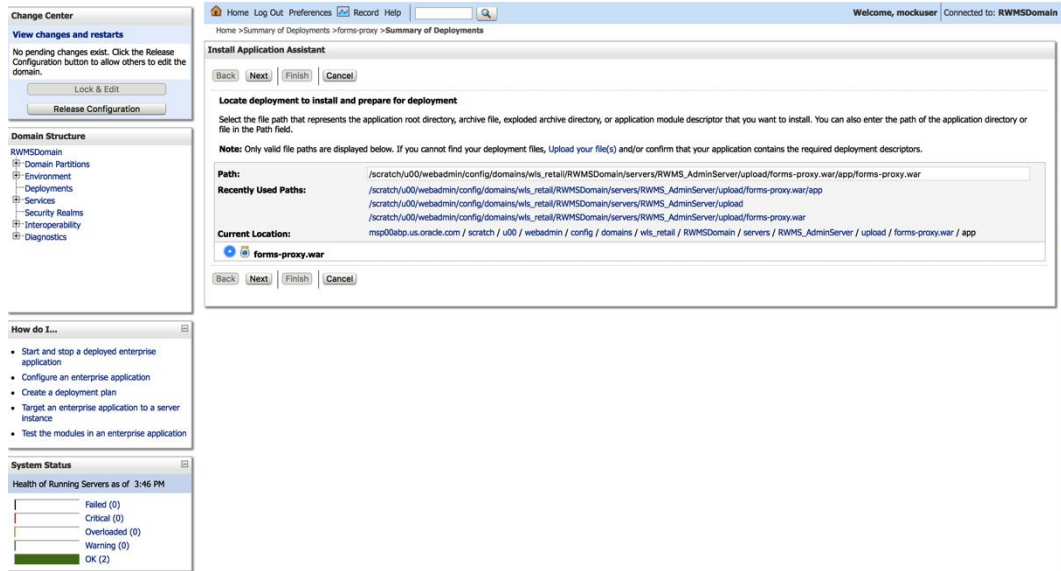 Change Center
View changes and restarts
No pending changes exist. Click the Release
Configuration button to allow others to edit the
domain.
Lock & Edit
Release Configuration
Domain Structure
RWMSDomain
Domain Partitions
Environment
Deployments
Services
Security Realms
Interoperability
Diagnostics
How do I...
Start and stop a deployed enterprise
application
Configure an enterprise application
Create a deployment plan
Target an enterprise application to a server
instance
Test the modules in an enterprise application
System Status
Health of Running Servers as of 3:46 PM
Failed (0)
Critical (0)
Overloaded (0)
Warning (0)
OK (2)
Home Log Out Preferences Record Help
Welcome, mockuser Connected to: RWMSDomain
Home >Summary of Deployments >forms-proxy >Summary of Deployments
Install Application Assistant
Back Next Finish Cancel
Locate deployment to install and prepare for deployment
Select the file path that represents the application root directory, archive file, exploded archive directory, or application module descriptor that you want to install. You can also enter the path of the application directory or
file in the Path field.
Note: Only valid file paths are displayed below. If you cannot find your deployment files, Upload your file(s) and/or confirm that your application contains the required deployment descriptors.
Path: /scratch/u00/webadmin/config/domains/wls_retail/RWMSDomain/servers/RWMS_AdminServer/upload/forms-proxy.war/app/forms-proxy.war
Recently Used Paths: /scratch/u00/webadmin/config/domains/wls_retail/RWMSDomain/servers/RWMS_AdminServer/upload/forms-proxy.war/app
/scratch/u00/webadmin/config/domains/wls_retail/RWMSDomain/servers/RWMS_AdminServer/upload
/scratch/u00/webadmin/config/domains/wls_retail/RWMSDomain/servers/RWMS_AdminServer/upload/forms-proxy.war
Current Location: msp00abp.us.oracle.com / scratch / u00 / webadmin / config / domains / wls_retail / RWMSDomain / servers / RWMS_AdminServer / upload / forms-proxy.war / app
forms-proxy.war
Back Next Finish Cancel